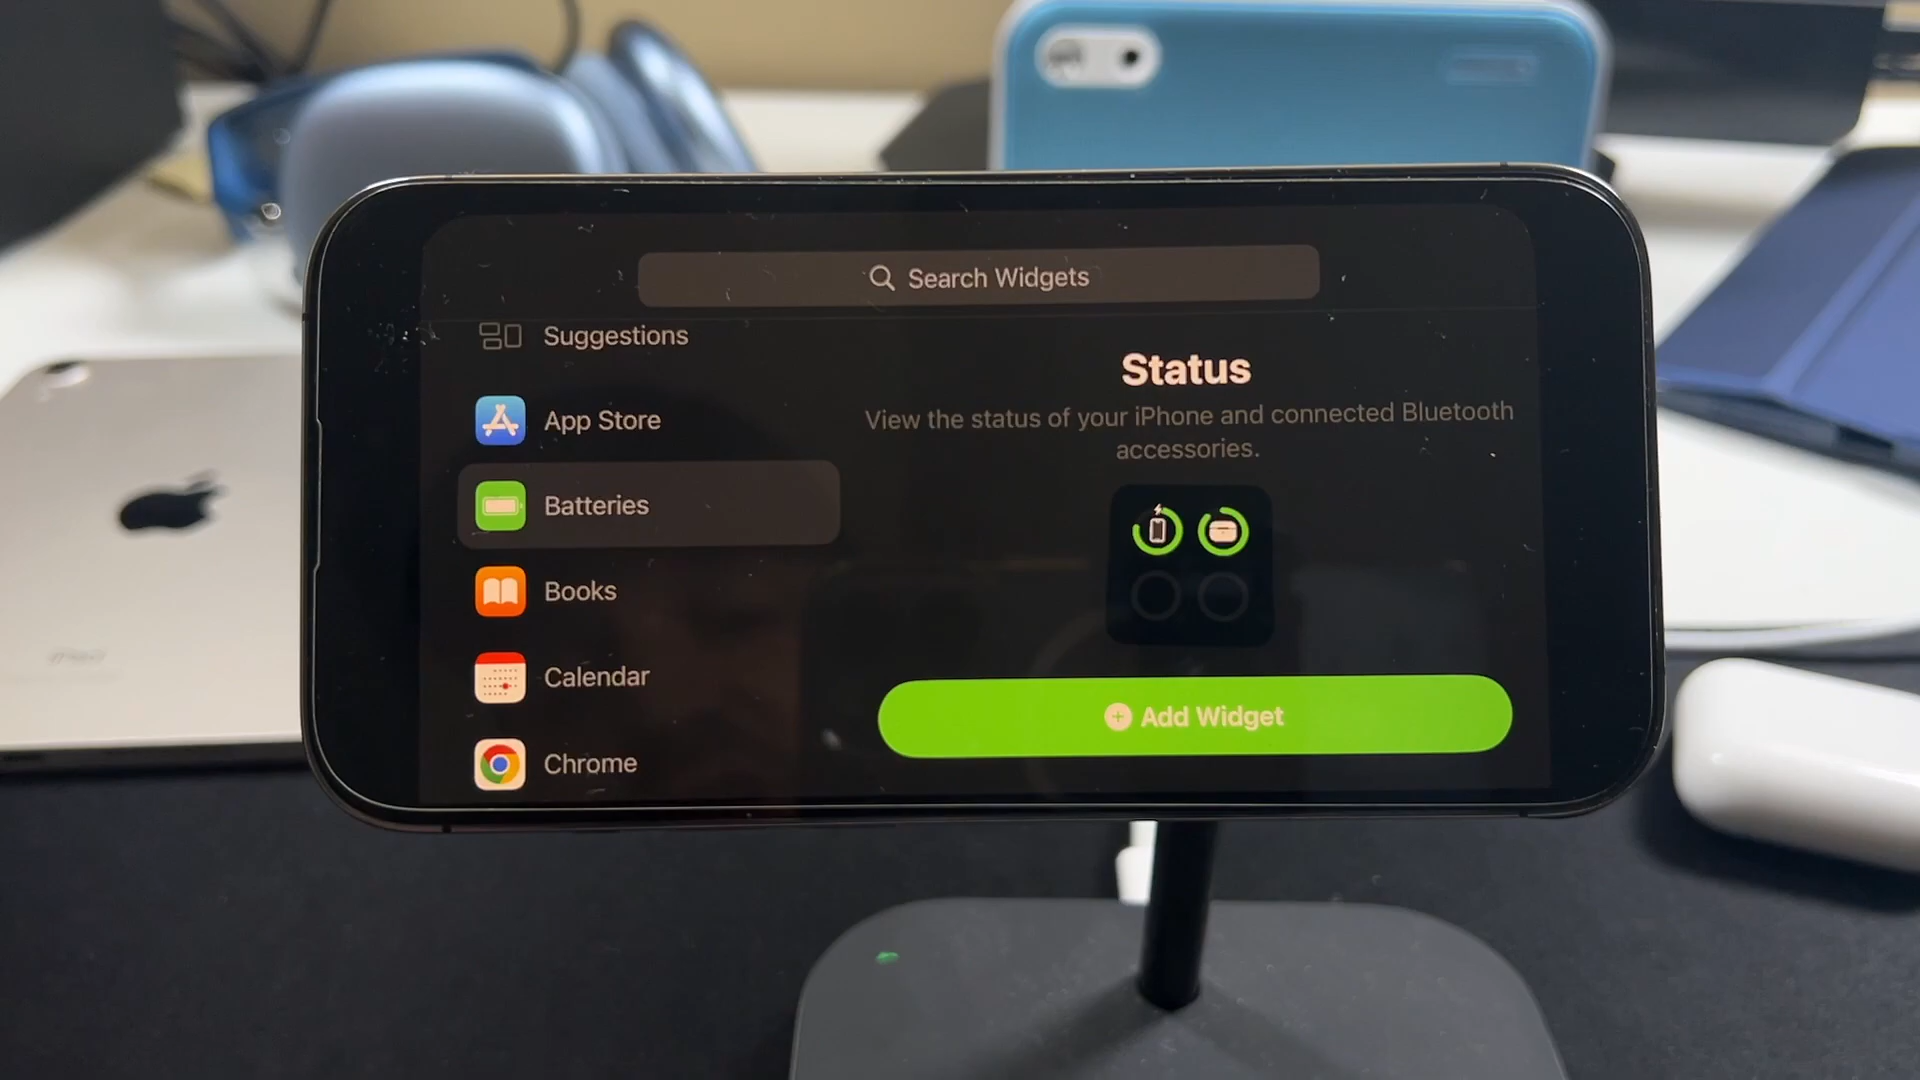 Search Widgets
Suggestions
App Store
Batteries
Books
Calendar
Chrome
Status
View the status of your iPhone and connected Bluetooth
accessories.
Add Widget